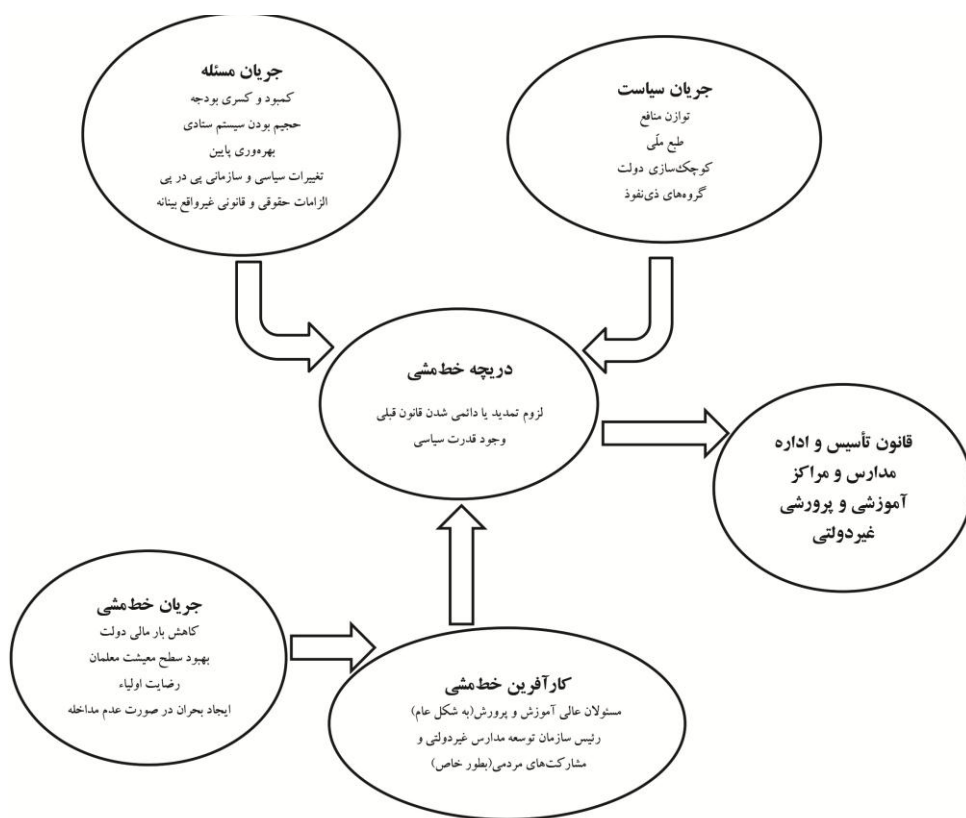 جریان مسئله
کمبود و کسری بودجه
حجیم بودن سیستم ستادی
بهره‌وری پایین
تغییرات سیاسی و سازمانی پی در پی
الزامات حقوقی و قانونی غیرواقع بینانه
جریان سیاست
توازن منافع
طبع ملّی
کوچک‌سازی دولت
گروه‌های ذی‌نفوذ
دریچه خط‌مشی
لزوم تمدید یا دائمی شدن قانون قبلی
وجود قدرت سیاسی
قانون تأسیس و اداره
مدارس و مراکز
آموزشی و پرورشی
غیردولتی
جریان خط‌مشی
کاهش بار مالی دولت
بهبود سطح معیشت معلمان
رضایت اولیاء
ایجاد بحران در صورت عدم مداخله
کارآفرین خط‌مشی
مسئولان عالی آموزش و پرورش(به شکل عام)
رئیس سازمان توسعه مدارس غیردولتی و
مشارکت‌های مردمی(بطور خاص)